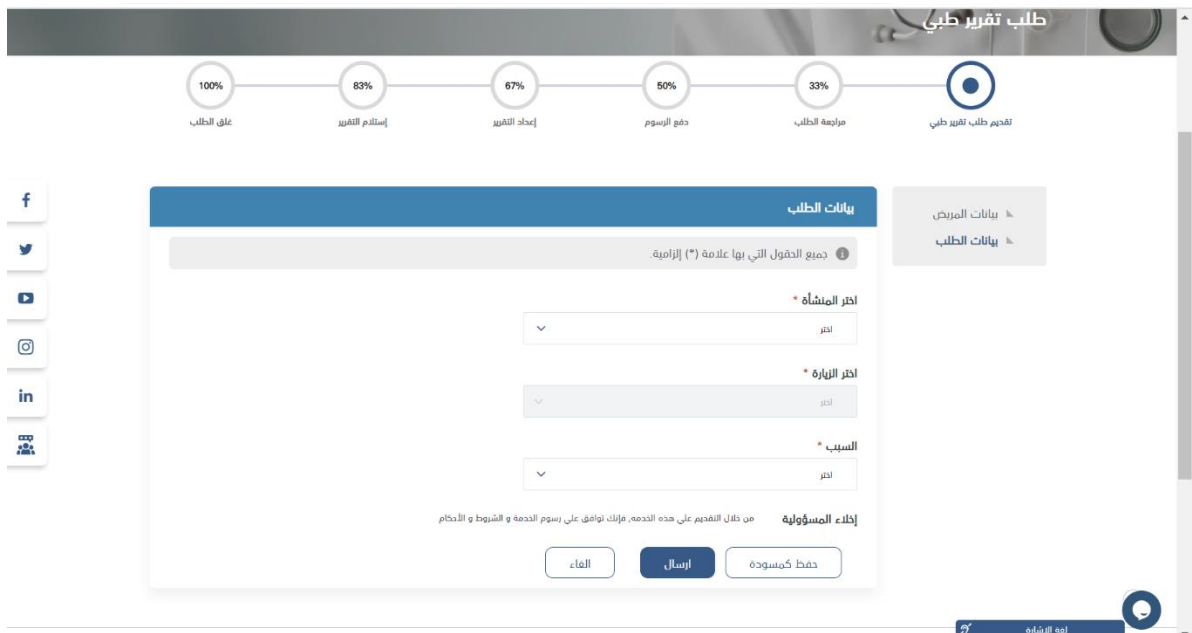 طلب تقرير طبي
33%
50%
67%
83%
100%
تقديم طلب تقرير طبي
مراجعة الطلب
دفع الرسوم
إعداد التقرير
إستلام التقرير
غلق الطلب
بيانات المريض
بيانات الطلب
بيانات الطلب
جميع الحقول التي بها علامة (*) إلزامية.
اختر المنشأة *
اختر
اختر الزيارة *
اختر
السبب *
اختر
إخلاء المسؤولية من خلال التقديم علي هذه الخدمه, فإنك توافق علي رسوم الخدمة و الشروط و الأحكام
حفظ كمسودة
ارسال
الغاء
لغة الإشارة